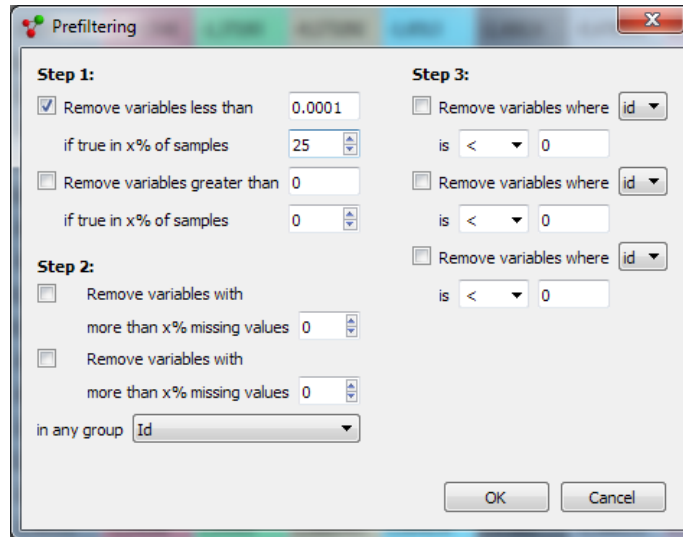 Prefiltering
Step 1:
Remove variables less than 0.0001
if true in x% of samples 25
Remove variables greater than 0
if true in x% of samples 0
Step 2:
Remove variables with
more than x% missing values 0
Remove variables with
more than x% missing values 0
in any group Id
Step 3:
Remove variables where id
is < 0
Remove variables where id
is < 0
Remove variables where id
is < 0
OK Cancel